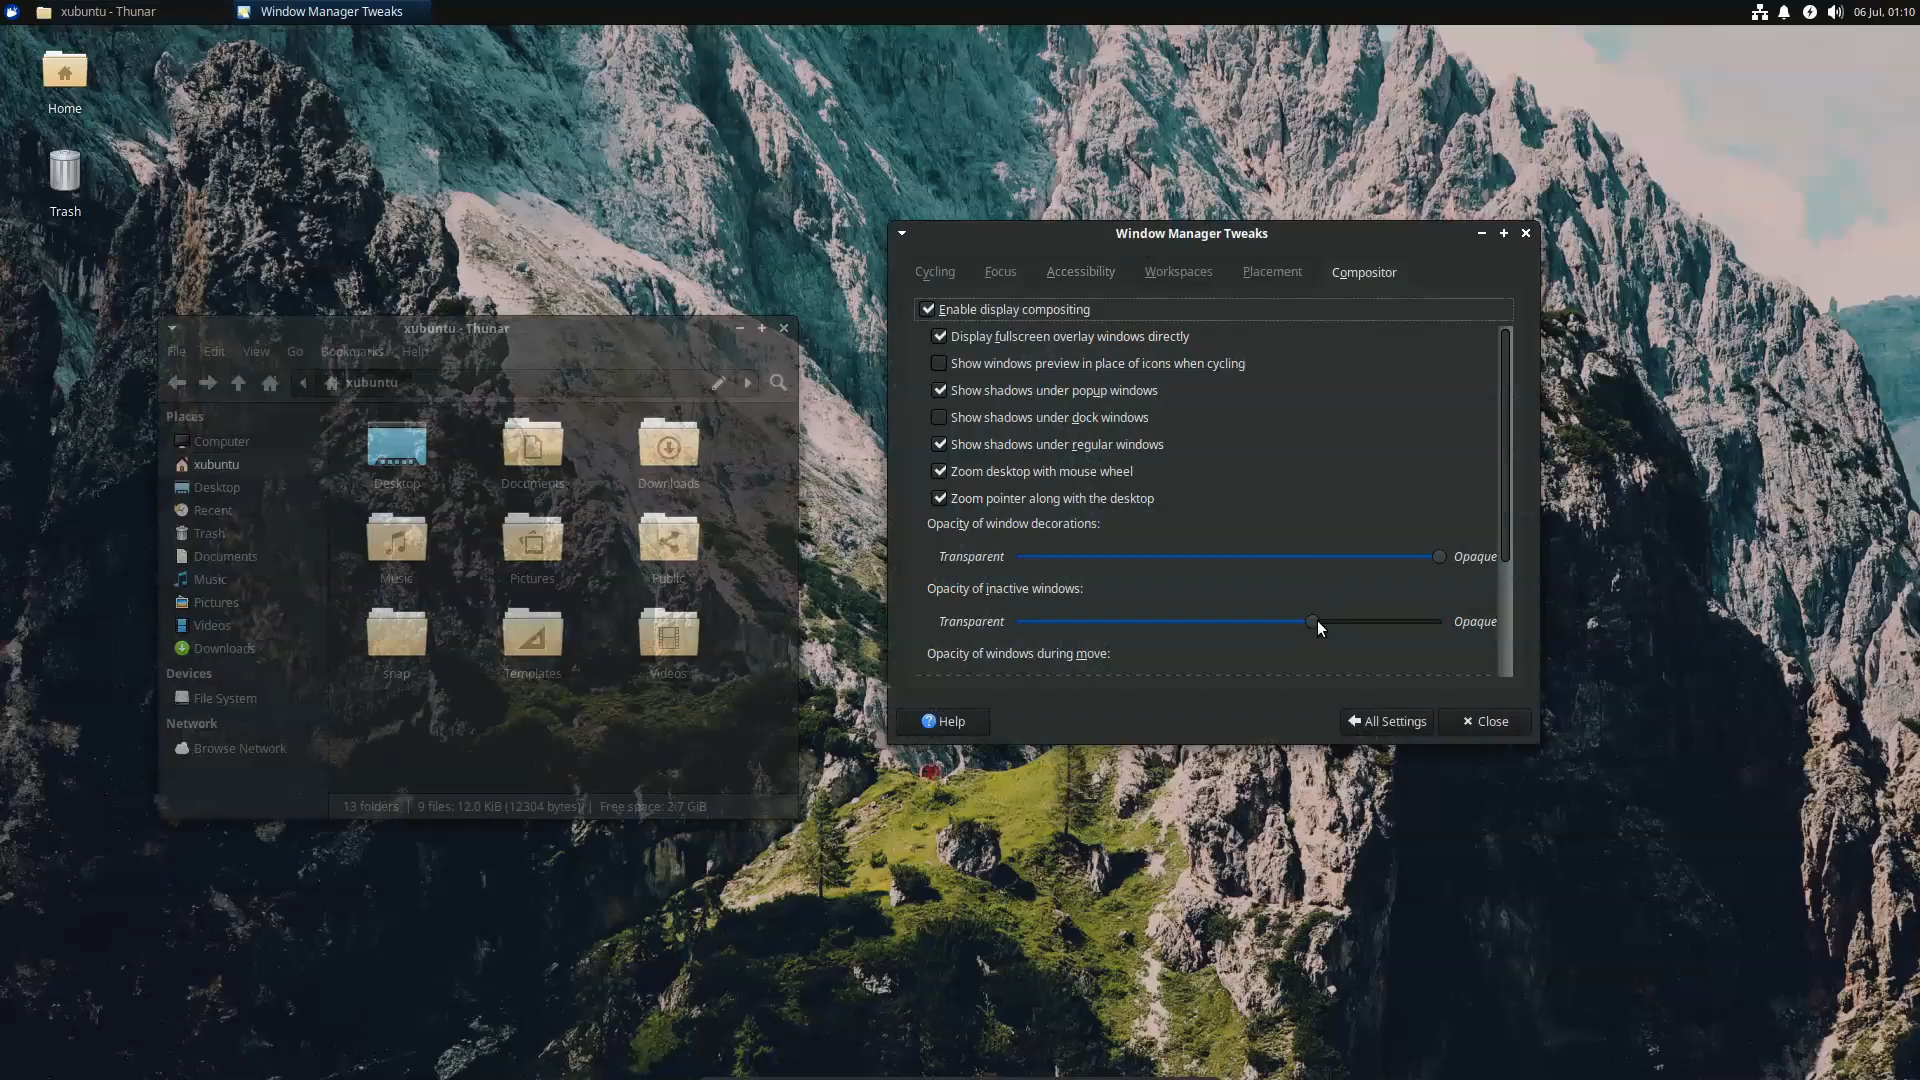 xubuntu - Thunar
Window Manager Tweaks
06 Jul, 01:10
Home
Trash
xubuntu - Thunar
File Edit View Go Bookmarks Help
xubuntu
Places
Computer
xubuntu
Desktop
Recent
Trash
Documents
Music
Pictures
Videos
Downloads
Devices
File System
Network
Browse Network
Desktop Documents Downloads
Music Pictures Public
snap Templates Videos
13 folders | 9 files: 12.0 KiB (12304 bytes) | Free space: 2.7 GiB
Window Manager Tweaks
Cycling Focus Accessibility Workspaces Placement Compositor
Enable display compositing
Display fullscreen overlay windows directly
Show windows preview in place of icons when cycling
Show shadows under popup windows
Show shadows under dock windows
Show shadows under regular windows
Zoom desktop with mouse wheel
Zoom pointer along with the desktop
Opacity of window decorations:
Transparent Opaque
Opacity of inactive windows:
Transparent Opaque
Opacity of windows during move:
Help All Settings Close